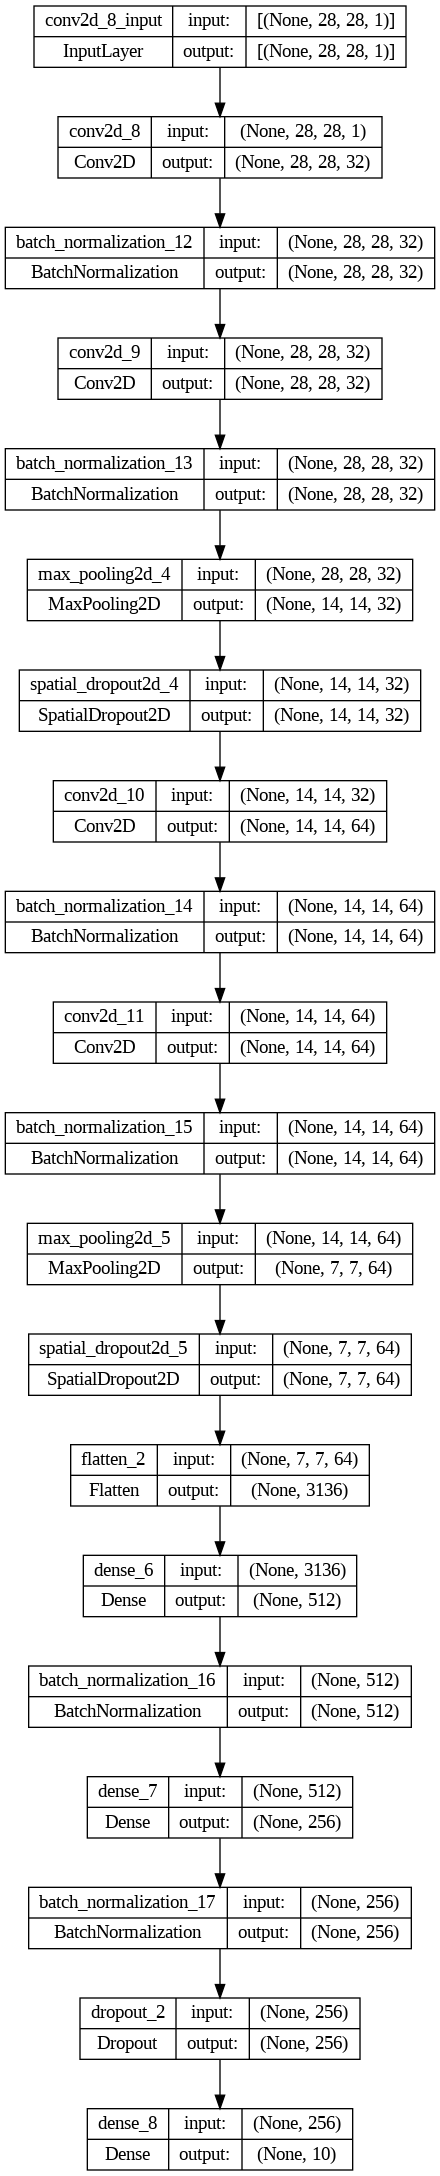 conv2d_8_input input: [(None, 28, 28, 1)]
InputLayer output: [(None, 28, 28, 1)]
conv2d_8 input: (None, 28, 28, 1)
Conv2D output: (None, 28, 28, 32)
batch_normalization_12 input: (None, 28, 28, 32)
BatchNormalization output: (None, 28, 28, 32)
conv2d_9 input: (None, 28, 28, 32)
Conv2D output: (None, 28, 28, 32)
batch_normalization_13 input: (None, 28, 28, 32)
BatchNormalization output: (None, 28, 28, 32)
max_pooling2d_4 input: (None, 28, 28, 32)
MaxPooling2D output: (None, 14, 14, 32)
spatial_dropout2d_4 input: (None, 14, 14, 32)
SpatialDropout2D output: (None, 14, 14, 32)
conv2d_10 input: (None, 14, 14, 32)
Conv2D output: (None, 14, 14, 64)
batch_normalization_14 input: (None, 14, 14, 64)
BatchNormalization output: (None, 14, 14, 64)
conv2d_11 input: (None, 14, 14, 64)
Conv2D output: (None, 14, 14, 64)
batch_normalization_15 input: (None, 14, 14, 64)
BatchNormalization output: (None, 14, 14, 64)
max_pooling2d_5 input: (None, 14, 14, 64)
MaxPooling2D output: (None, 7, 7, 64)
spatial_dropout2d_5 input: (None, 7, 7, 64)
SpatialDropout2D output: (None, 7, 7, 64)
flatten_2 input: (None, 7, 7, 64)
Flatten output: (None, 3136)
dense_6 input: (None, 3136)
Dense output: (None, 512)
batch_normalization_16 input: (None, 512)
BatchNormalization output: (None, 512)
dense_7 input: (None, 512)
Dense output: (None, 256)
batch_normalization_17 input: (None, 256)
BatchNormalization output: (None, 256)
dropout_2 input: (None, 256)
Dropout output: (None, 256)
dense_8 input: (None, 256)
Dense output: (None, 10)